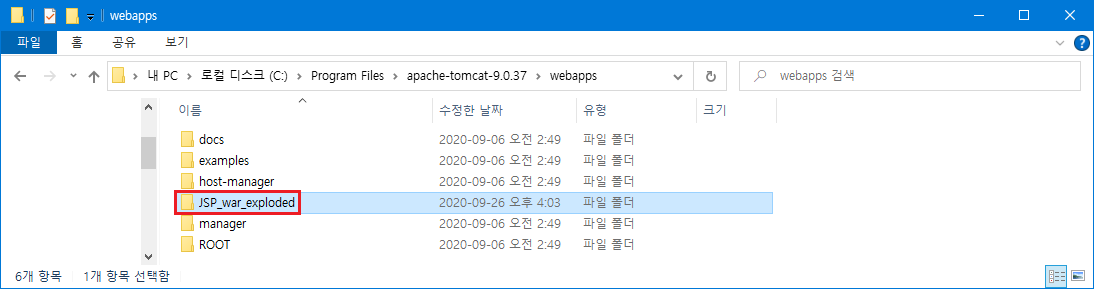 webapps
파일 홈 공유 보기
내 PC 로컬 디스크 (C:) Program Files apache-tomcat-9.0.37 webapps webapps 검색
이름 수정한 날짜 유형 크기
docs 2020-09-06 오전 2:49 파일 폴더
examples 2020-09-06 오전 2:49 파일 폴더
host-manager 2020-09-06 오전 2:49 파일 폴더
JSP_war_exploded 2020-09-26 오후 4:03 파일 폴더
manager 2020-09-06 오전 2:49 파일 폴더
ROOT 2020-09-06 오전 2:49 파일 폴더
6개 항목 1개 항목 선택함